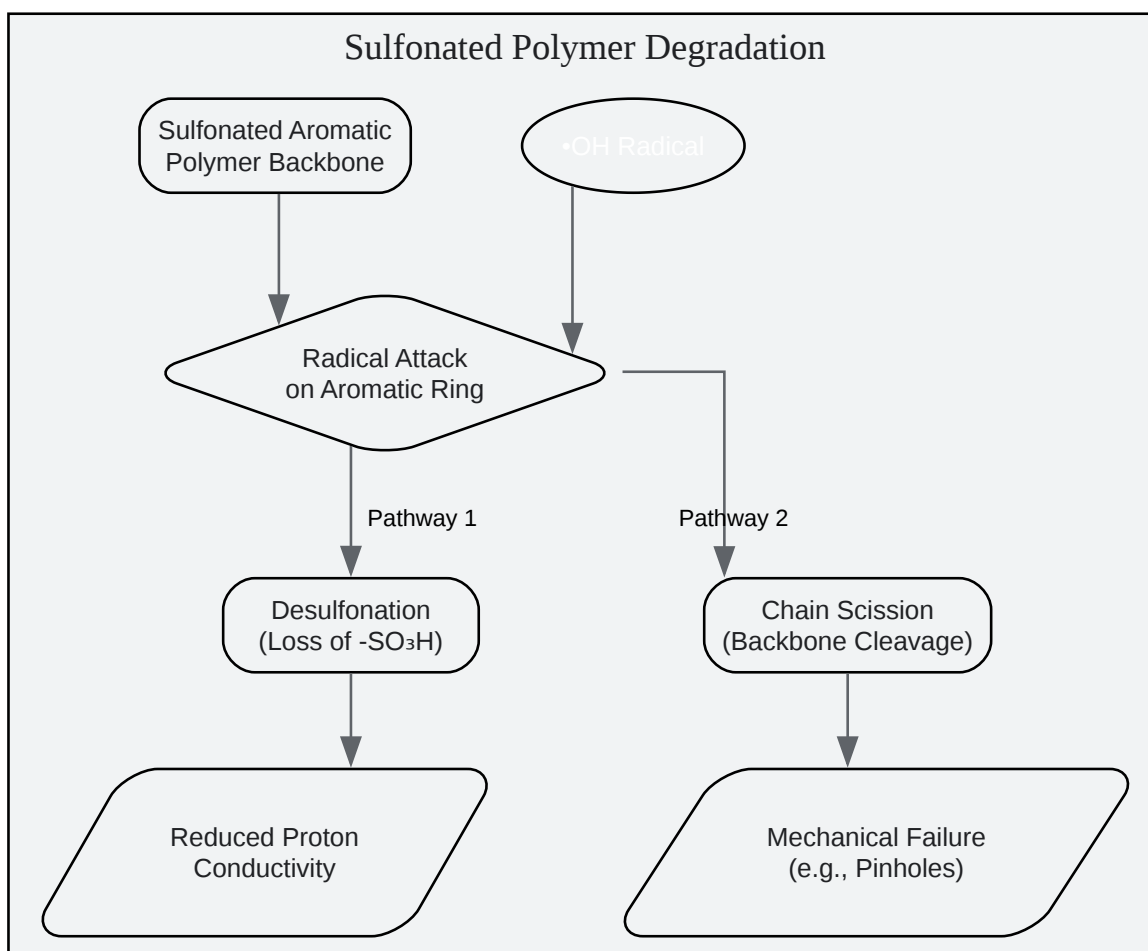 Sulfonated Polymer Degradation
Sulfonated Aromatic
Polymer Backbone
•OH Radical
Radical Attack
on Aromatic Ring
Pathway 1
Pathway 2
Desulfonation
(Loss of -SO₃H)
Chain Scission
(Backbone Cleavage)
Reduced Proton
Conductivity
Mechanical Failure
(e.g., Pinholes)